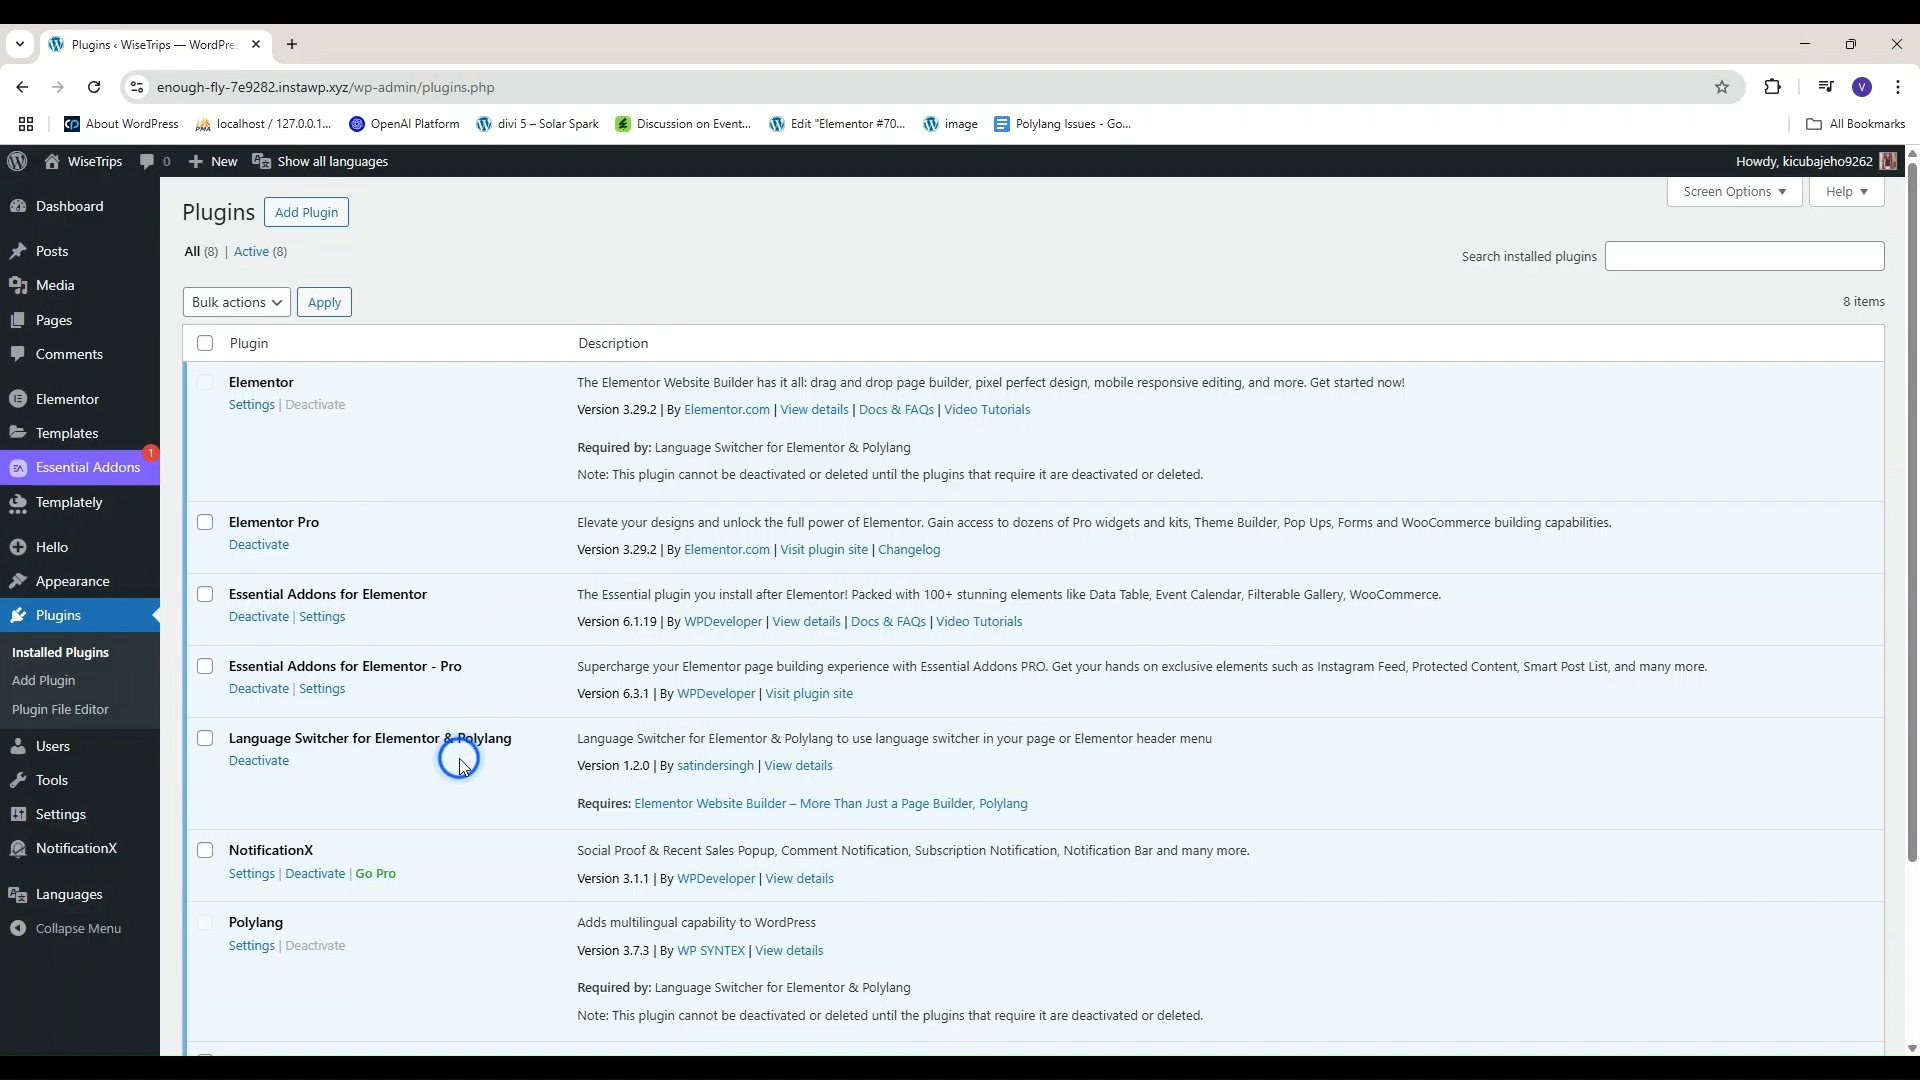 Plugins ‹ WiseTrips — WordPre
enough-fly-7e9282.instawp.xyz/wp-admin/plugins.php
V
About WordPress
localhost / 127.0.0.1...
OpenAI Platform
divi 5 – Solar Spark
Discussion on Event...
Edit "Elementor #70...
image
Polylang Issues - Go...
All Bookmarks
WiseTrips
0
New
Show all languages
Howdy, kicubajeho9262
Dashboard
Posts
Media
Pages
Comments
Elementor
Templates
Essential Addons
1
Templately
Hello
Appearance
Plugins
Installed Plugins
Add Plugin
Plugin File Editor
Users
Tools
Settings
NotificationX
Languages
Collapse Menu
Screen Options
Help
Plugins
Add Plugin
All (8) | Active (8)
Search installed plugins
Bulk actions
Apply
8 items
Plugin
Description
Elementor
Settings | Deactivate
The Elementor Website Builder has it all: drag and drop page builder, pixel perfect design, mobile responsive editing, and more. Get started now!
Version 3.29.2 | By Elementor.com | View details | Docs & FAQs | Video Tutorials
Required by: Language Switcher for Elementor & Polylang
Note: This plugin cannot be deactivated or deleted until the plugins that require it are deactivated or deleted.
Elementor Pro
Deactivate
Elevate your designs and unlock the full power of Elementor. Gain access to dozens of Pro widgets and kits, Theme Builder, Pop Ups, Forms and WooCommerce building capabilities.
Version 3.29.2 | By Elementor.com | Visit plugin site | Changelog
Essential Addons for Elementor
Deactivate | Settings
The Essential plugin you install after Elementor! Packed with 100+ stunning elements like Data Table, Event Calendar, Filterable Gallery, WooCommerce.
Version 6.1.19 | By WPDeveloper | View details | Docs & FAQs | Video Tutorials
Essential Addons for Elementor - Pro
Deactivate | Settings
Supercharge your Elementor page building experience with Essential Addons PRO. Get your hands on exclusive elements such as Instagram Feed, Protected Content, Smart Post List, and many more.
Version 6.3.1 | By WPDeveloper | Visit plugin site
Language Switcher for Elementor & Polylang
Deactivate
Language Switcher for Elementor & Polylang to use language switcher in your page or Elementor header menu
Version 1.2.0 | By satindersingh | View details
Requires: Elementor Website Builder – More Than Just a Page Builder, Polylang
NotificationX
Settings | Deactivate | Go Pro
Social Proof & Recent Sales Popup, Comment Notification, Subscription Notification, Notification Bar and many more.
Version 3.1.1 | By WPDeveloper | View details
Polylang
Settings | Deactivate
Adds multilingual capability to WordPress
Version 3.7.3 | By WP SYNTEX | View details
Required by: Language Switcher for Elementor & Polylang
Note: This plugin cannot be deactivated or deleted until the plugins that require it are deactivated or deleted.